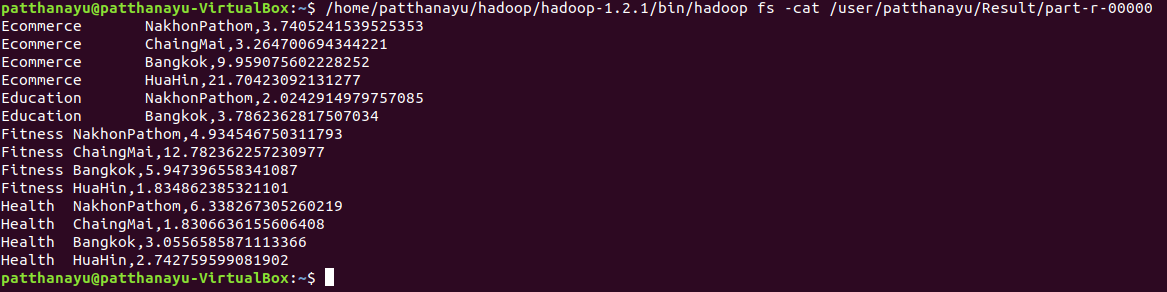 patthanayu@patthanayu-VirtualBox:~$ /home/patthanayu/hadoop/hadoop-1.2.1/bin/hadoop fs -cat /user/patthanayu/Result/part-r-00000
Ecommerce	NakhonPathom,3.7405241539525353
Ecommerce	ChaingMai,3.264700694344221
Ecommerce	Bangkok,9.959075602228252
Ecommerce	HuaHin,21.70423092131277
Education	NakhonPathom,2.0242914979757085
Education	Bangkok,3.7862362817507034
Fitness	NakhonPathom,4.934546750311793
Fitness	ChaingMai,12.782362257230977
Fitness	Bangkok,5.947396558341087
Fitness	HuaHin,1.834862385321101
Health	NakhonPathom,6.338267305260219
Health	ChaingMai,1.8306636155606408
Health	Bangkok,3.0556585871113366
Health	HuaHin,2.742759599081902
patthanayu@patthanayu-VirtualBox:~$